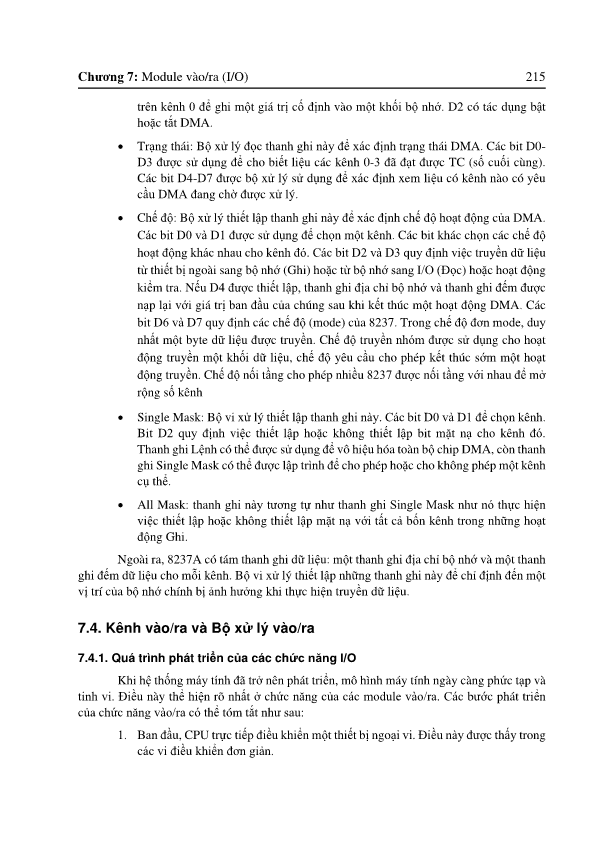 Chương 7: Module vào/ra (I/O) 215
trên kênh 0 để ghi một giá trị cố định vào một khối bộ nhớ. D2 có tác dụng bật
hoặc tắt DMA.
• Trạng thái: Bộ xử lý đọc thanh ghi này để xác định trạng thái DMA. Các bit D0-
D3 được sử dụng để cho biết liệu các kênh 0-3 đã đạt được TC (số cuối cùng).
Các bit D4-D7 được bộ xử lý sử dụng để xác định xem liệu có kênh nào có yêu
cầu DMA đang chờ được xử lý.
• Chế độ: Bộ xử lý thiết lập thanh ghi này để xác định chế độ hoạt động của DMA.
Các bit D0 và D1 được sử dụng để chọn một kênh. Các bit khác chọn các chế độ
hoạt động khác nhau cho kênh đó. Các bit D2 và D3 quy định việc truyền dữ liệu
từ thiết bị ngoài sang bộ nhớ (Ghi) hoặc từ bộ nhớ sang I/O (Đọc) hoặc hoạt động
kiểm tra. Nếu D4 được thiết lập, thanh ghi địa chỉ bộ nhớ và thanh ghi đếm được
nạp lại với giá trị ban đầu của chúng sau khi kết thúc một hoạt động DMA. Các
bit D6 và D7 quy định các chế độ (mode) của 8237. Trong chế độ đơn mode, duy
nhất một byte dữ liệu được truyền. Chế độ truyền nhóm được sử dụng cho hoạt
động truyền một khối dữ liệu, chế độ yêu cầu cho phép kết thúc sớm một hoạt
động truyền. Chế độ nối tầng cho phép nhiều 8237 được nối tầng với nhau để mở
rộng số kênh
• Single Mask: Bộ vi xử lý thiết lập thanh ghi này. Các bit D0 và D1 để chọn kênh.
Bit D2 quy định việc thiết lập hoặc không thiết lập bit mặt nạ cho kênh đó.
Thanh ghi Lệnh có thể được sử dụng để vô hiệu hóa toàn bộ chip DMA, còn thanh
ghi Single Mask có thể được lập trình để cho phép hoặc cho không phép một kênh
cụ thể.
• All Mask: thanh ghi này tương tự như thanh ghi Single Mask như nó thực hiện
việc thiết lập hoặc không thiết lập mặt nạ với tất cả bốn kênh trong những hoạt
động Ghi.
Ngoài ra, 8237A có tám thanh ghi dữ liệu: một thanh ghi địa chỉ bộ nhớ và một thanh
ghi đếm dữ liệu cho mỗi kênh. Bộ vi xử lý thiết lập những thanh ghi này để chỉ định đến một
vị trí của bộ nhớ chính bị ảnh hưởng khi thực hiện truyền dữ liệu.
7.4. Kênh vào/ra và Bộ xử lý vào/ra
7.4.1. Quá trình phát triển của các chức năng I/O
Khi hệ thống máy tính đã trở nên phát triển, mô hình máy tính ngày càng phức tạp và
tinh vi. Điều này thể hiện rõ nhất ở chức năng của các module vào/ra. Các bước phát triển
của chức năng vào/ra có thể tóm tắt như sau:
1. Ban đầu, CPU trực tiếp điều khiển một thiết bị ngoại vi. Điều này được thấy trong
các vi điều khiển đơn giản.